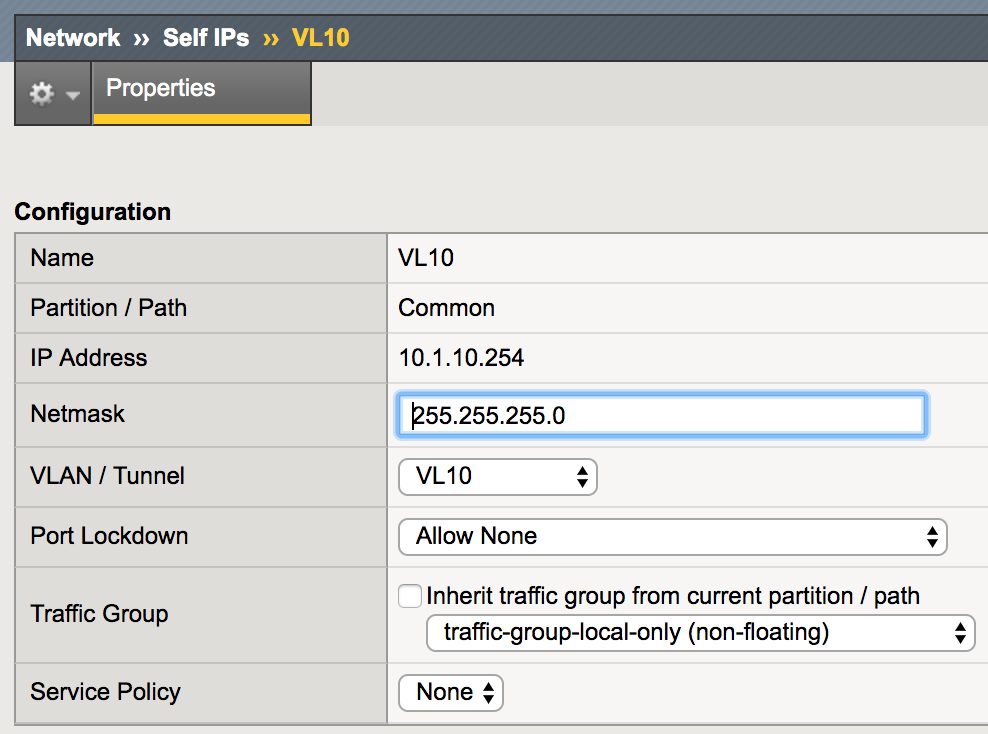 Network ›› Self IPs ›› VL10
Properties
Configuration
Name VL10
Partition / Path Common
IP Address 10.1.10.254
Netmask 255.255.255.0
VLAN / Tunnel VL10
Port Lockdown Allow None
Traffic Group Inherit traffic group from current partition / path
traffic-group-local-only (non-floating)
Service Policy None